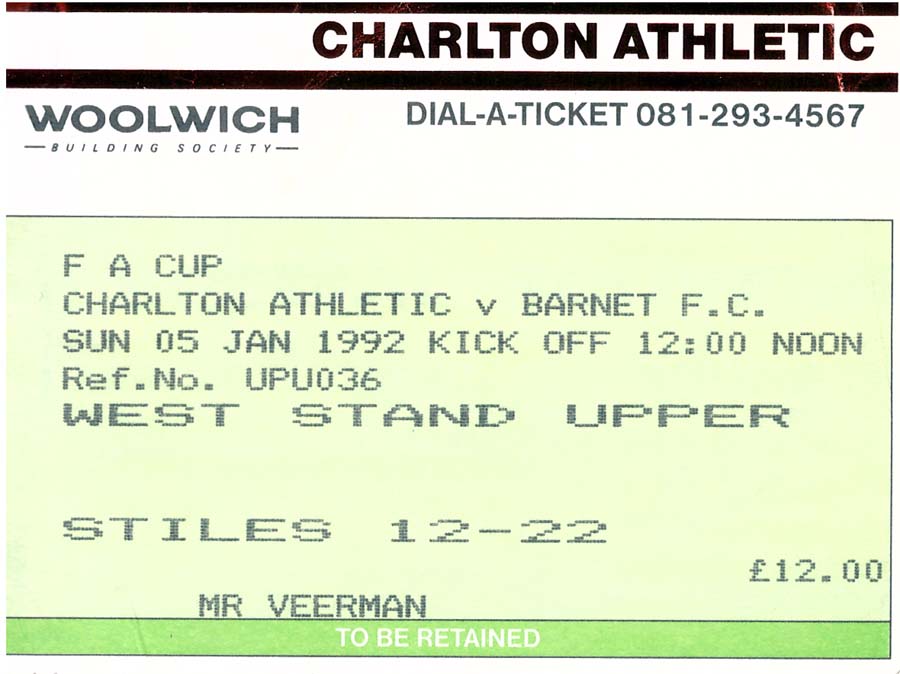 CHARLTON ATHLETIC
WOOLWICH
BUILDING SOCIETY
DIAL-A-TICKET 081-293-4567
F A CUP
CHARLTON ATHLETIC v BARNET F.C.
SUN 05 JAN 1992 KICK OFF 12:00 NOON
Ref.No. UPU036
WEST STAND UPPER
STILES 12-22
£12.00
MR VEERMAN
TO BE RETAINED